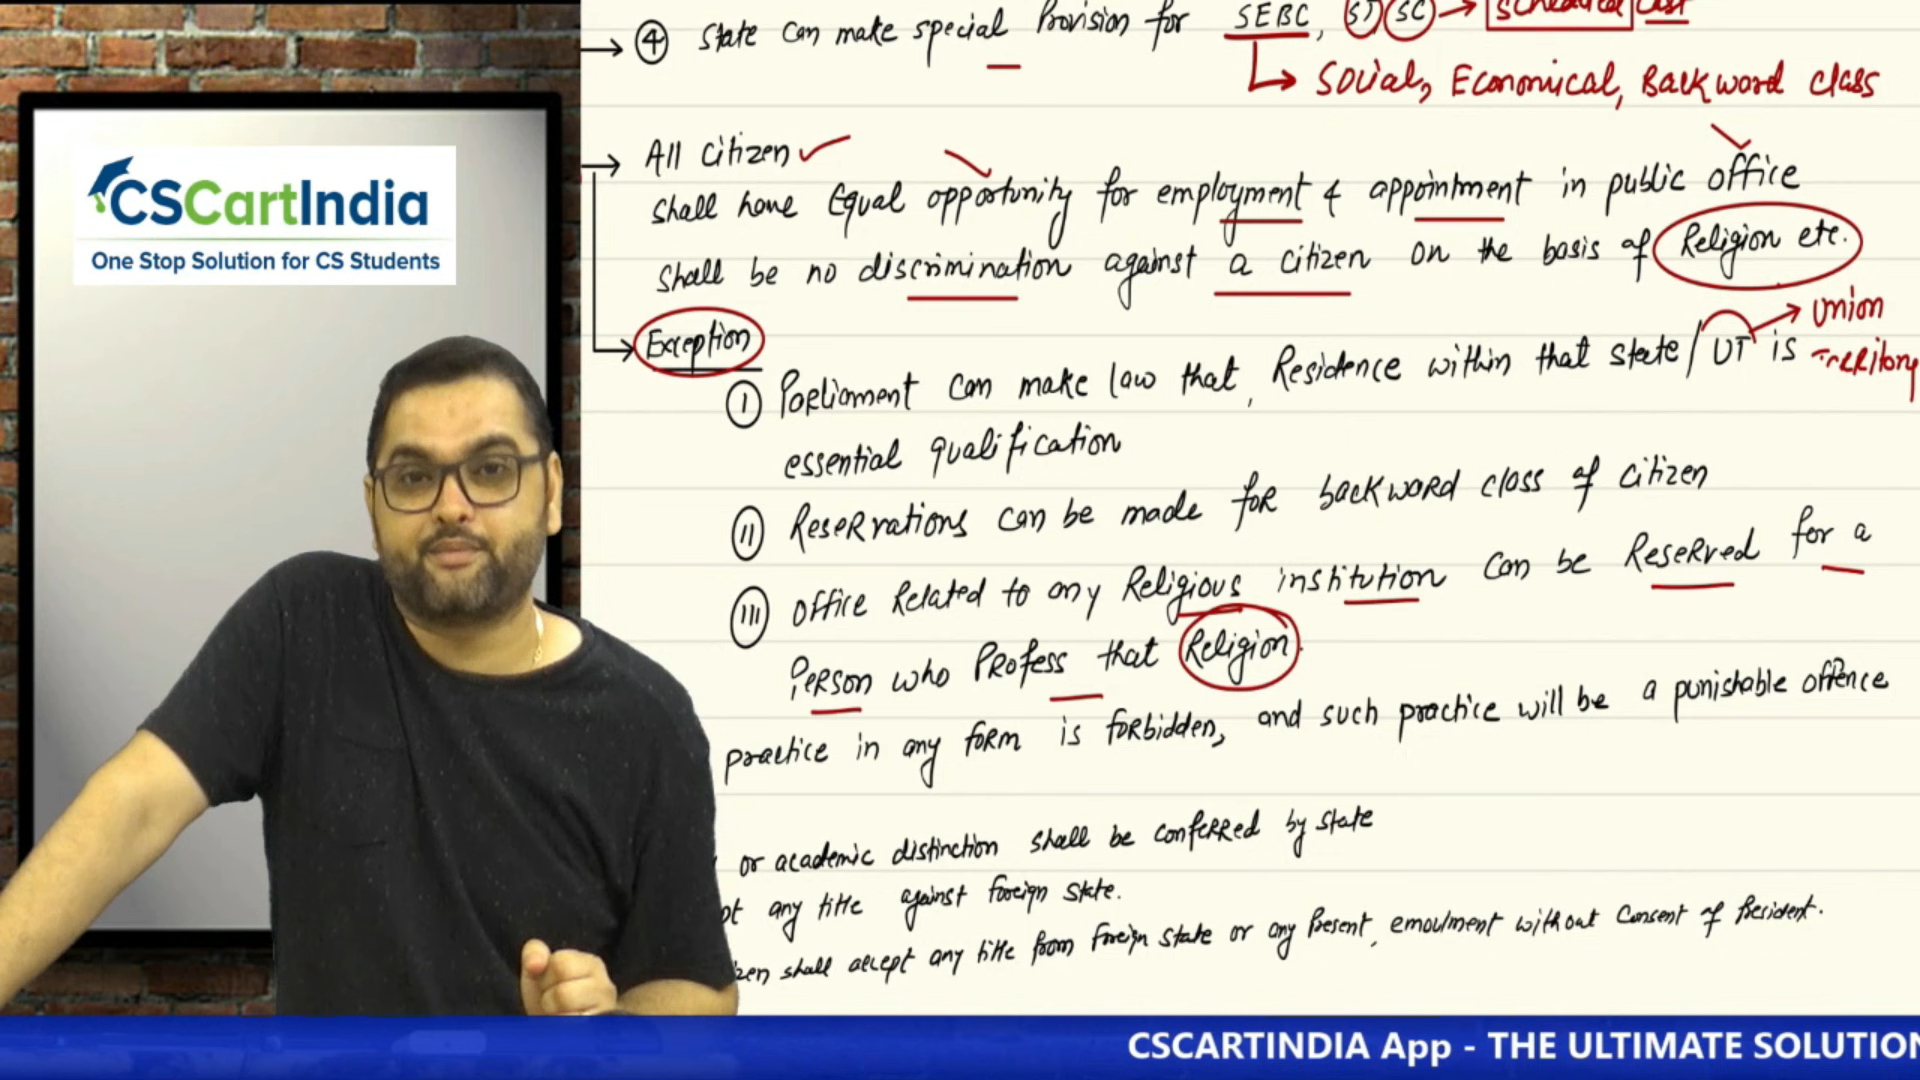 CSCartIndia
One Stop Solution for CS Students
④ State can make special Provision for SEBC, ST SC → Scheduled Cast
Social, Economical, Backword class
All citizen
shall have Equal opportunity for employment & appointment in public office
shall be no discrimination against a citizen on the basis of Religion etc.
Exception
Union
Territory
① Parliament can make law that, Residence within that state / UT is
essential qualification
② Reservations can be made for backword class of citizen
③ Office Related to any Religious institution can be Reserved for a
Person who Profess that Religion.
practice in any form is forbidden, and such practice will be a punishable offence
or academic distinction shall be conferred by state
pt any title against foreign state.
izen shall accept any title from foreign state or any Present, emoulment without Consent of President.
CSCARTINDIA App - THE ULTIMATE SOLUTION